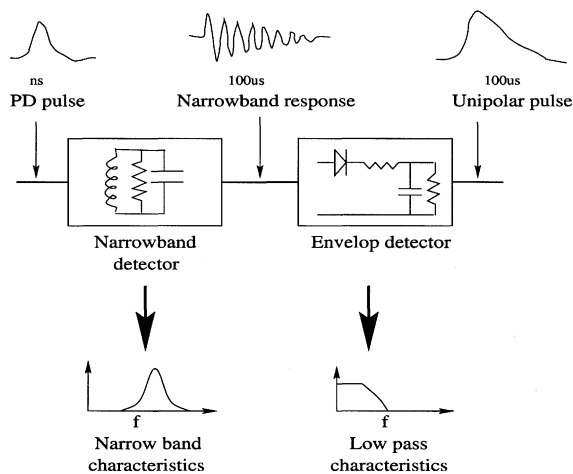 ns
100us
100us
PD pulse
Narrowband response
Unipolar pulse
Narrowband
detector
Envelop detector
f
f
Narrow band
characteristics
Low pass
characteristics